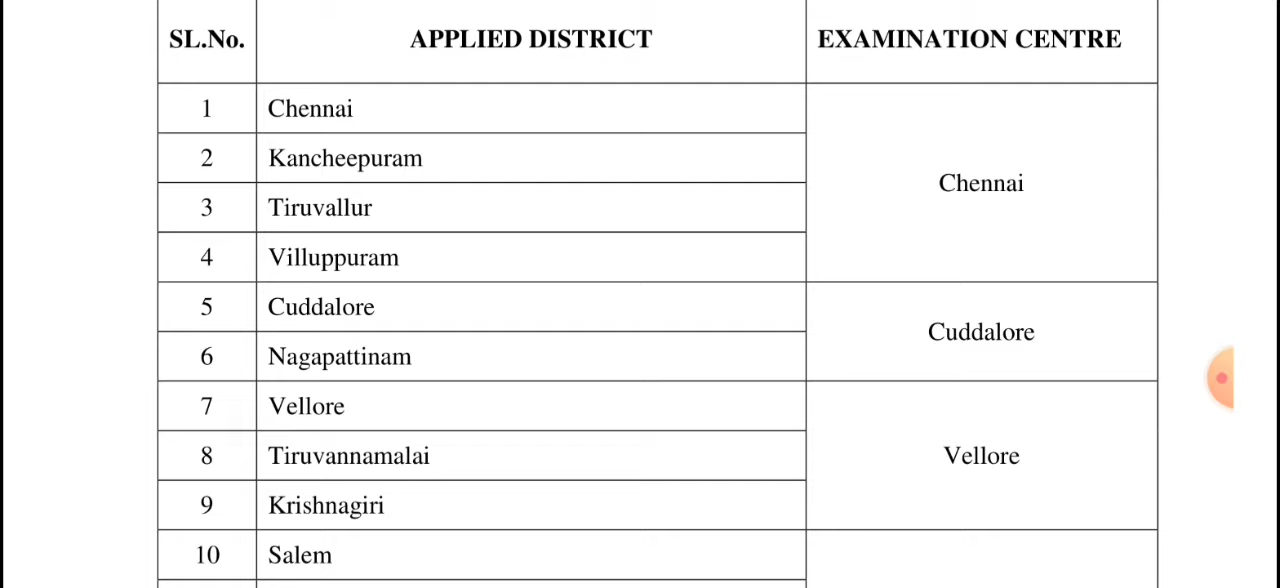 SL.No. APPLIED DISTRICT EXAMINATION CENTRE
1 Chennai
2 Kancheepuram
Chennai
3 Tiruvallur
4 Villuppuram
5 Cuddalore
Cuddalore
6 Nagapattinam
7 Vellore
8 Tiruvannamalai Vellore
9 Krishnagiri
10 Salem